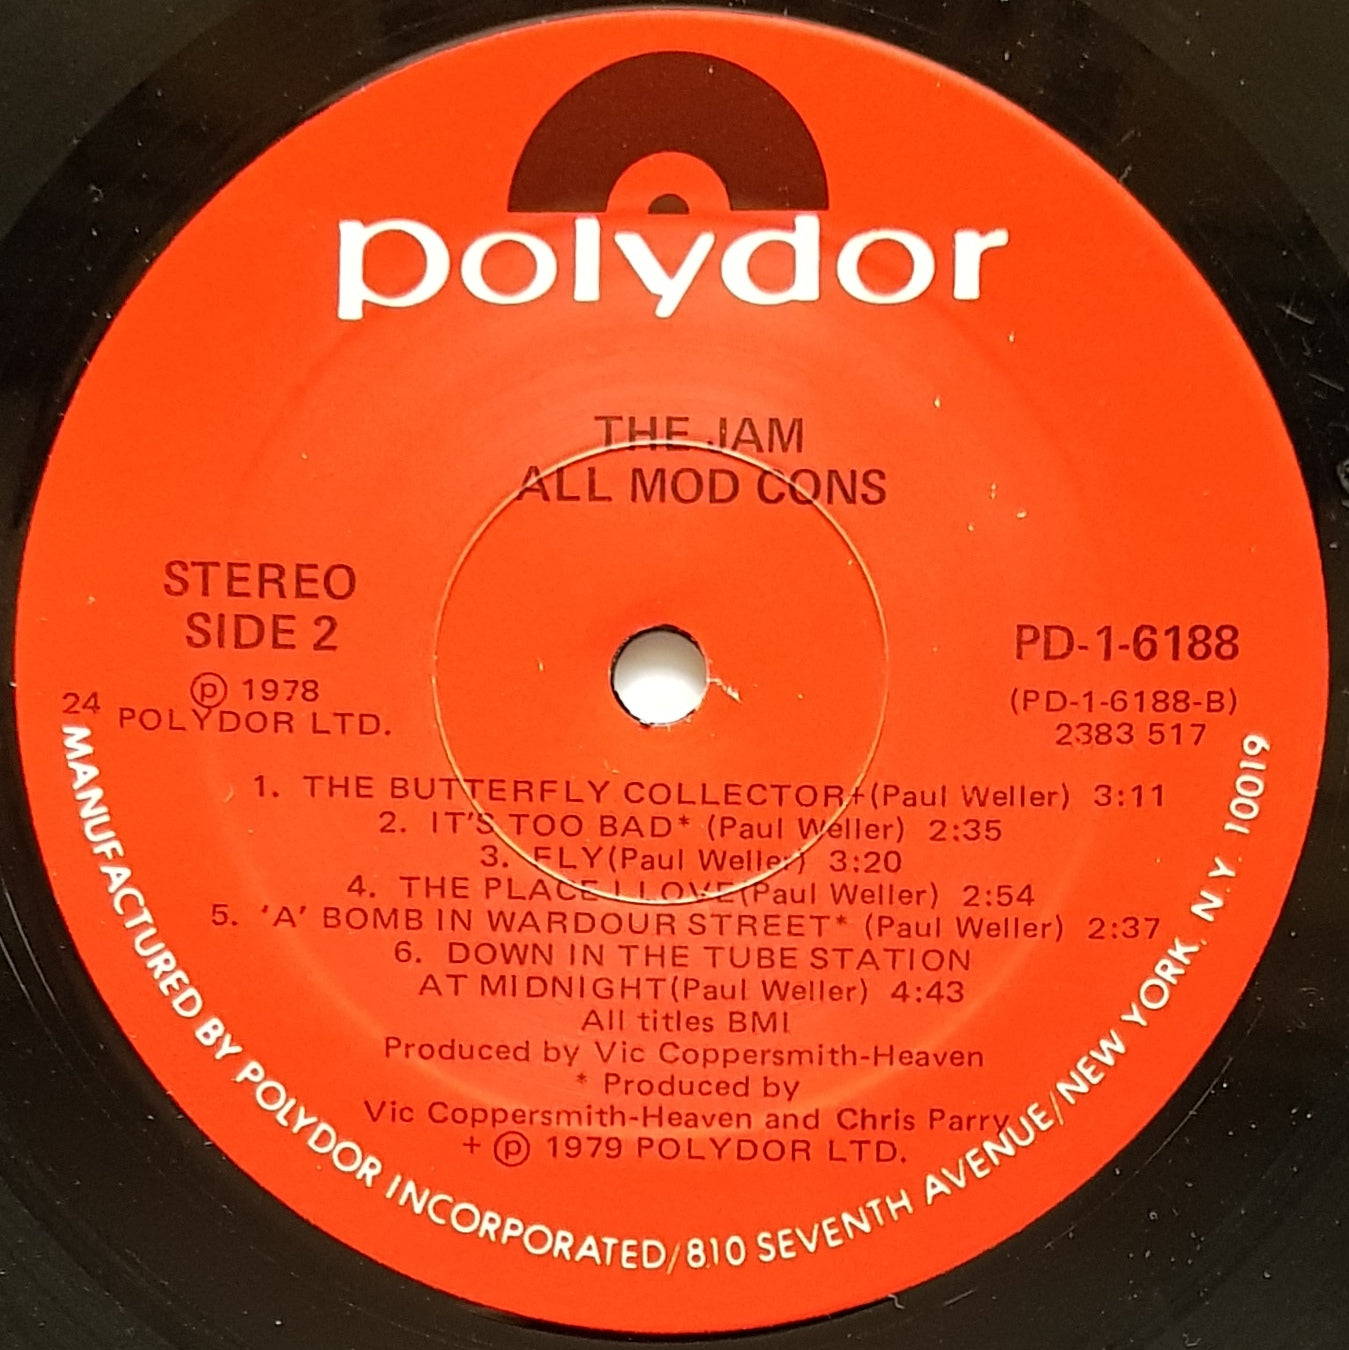 polydor
THE JAM
ALL MOD CONS
STEREO
SIDE 2
℗ 1978
POLYDOR LTD.
24
PD-1-6188
(PD-1-6188-B)
2383 517
1. THE BUTTERFLY COLLECTOR+(Paul Weller) 3:11
2. IT'S TOO BAD* (Paul Weller) 2:35
3. FLY(Paul Weller) 3:20
4. THE PLACE I LOVE(Paul Weller) 2:54
5. 'A' BOMB IN WARDOUR STREET* (Paul Weller) 2:37
6. DOWN IN THE TUBE STATION
AT MIDNIGHT(Paul Weller) 4:43
All titles BMI
Produced by Vic Coppersmith-Heaven
* Produced by
Vic Coppersmith-Heaven and Chris Parry
+ ℗ 1979 POLYDOR LTD.
MANUFACTURED BY POLYDOR INCORPORATED/810 SEVENTH AVENUE/NEW YORK, N.Y. 10019